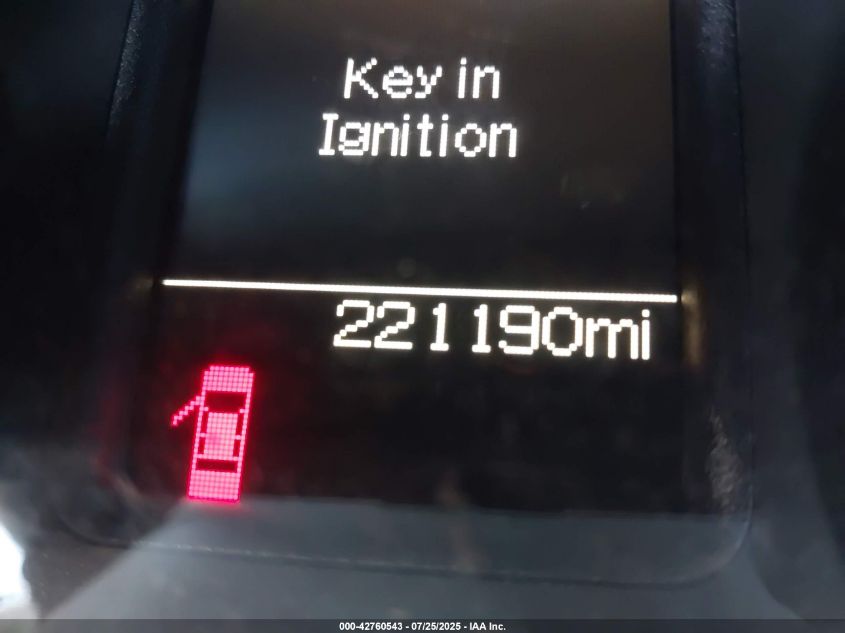 Key in
Ignition
221190mi
000-42760543 - 07/25/2025 - IAA Inc.